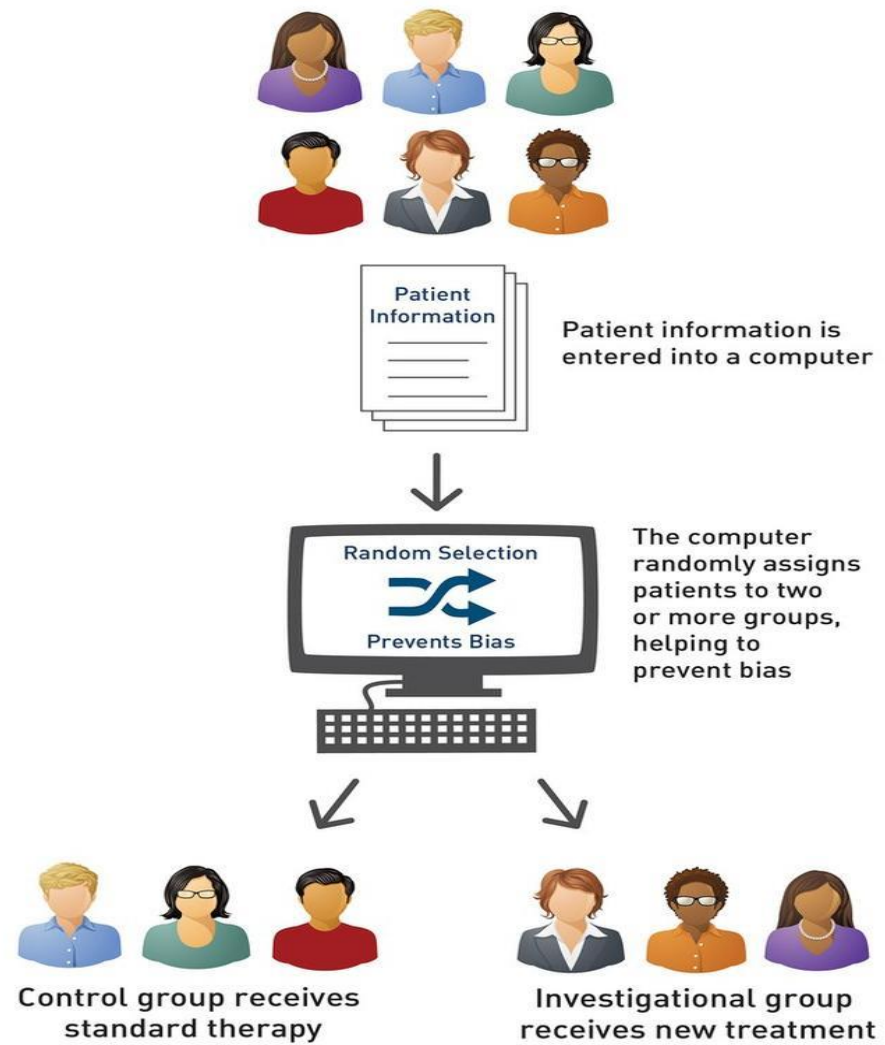 Patient
Information
Patient information is
entered into a computer
Random Selection
Prevents Bias
The computer
randomly assigns
patients to two
or more groups,
helping to
prevent bias
Control group receives
standard therapy
Investigational group
receives new treatment